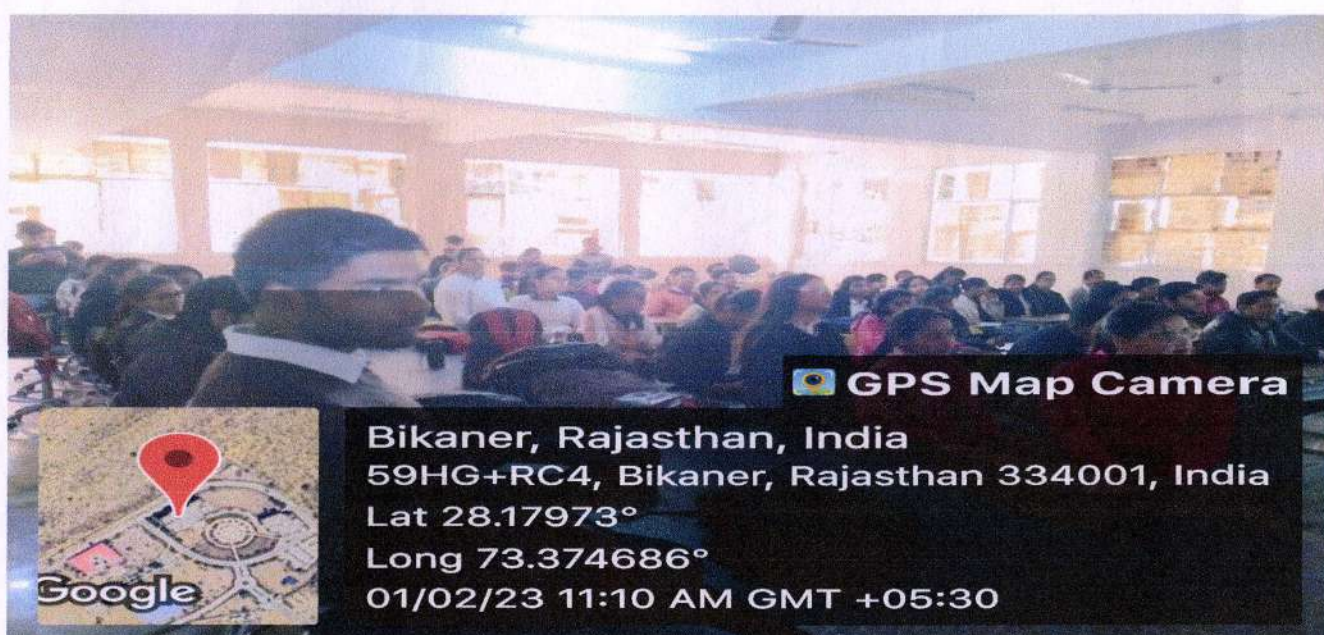 GPS Map Camera
Bikaner, Rajasthan, India
59HG+RC4, Bikaner, Rajasthan 334001, India
Lat 28.17973°
Long 73.374686°
01/02/23 11:10 AM GMT +05:30
Google